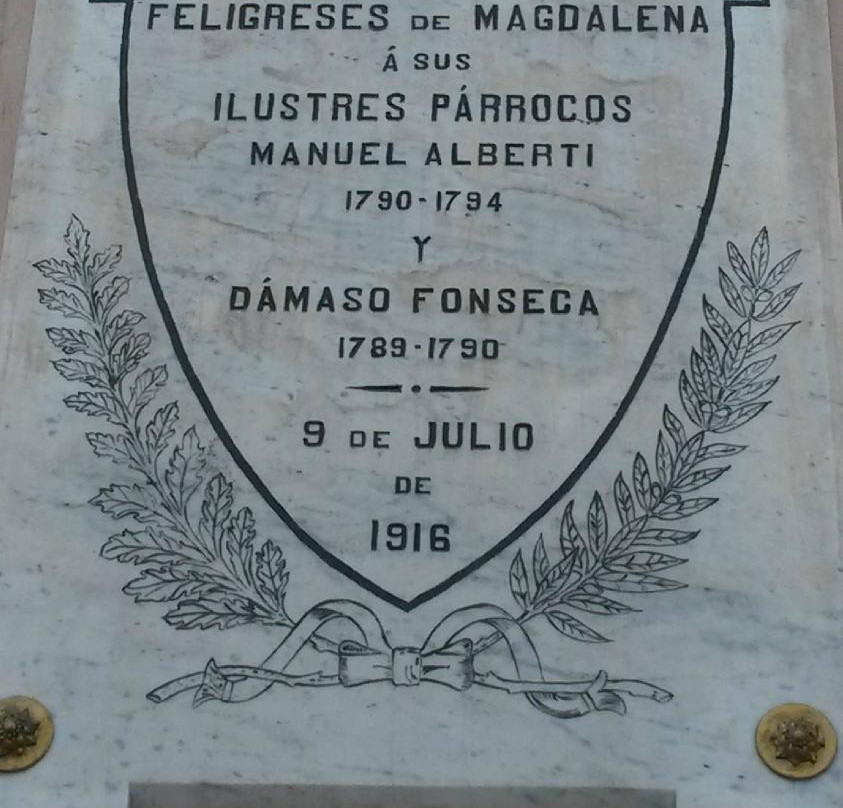 FELIGRESES DE MAGDALENA
Á SUS
ILUSTRES PÁRROCOS
MANUEL ALBERTI
1790-1794
Y
DÁMASO FONSECA
1789-1790
9 DE JULIO
DE
1916